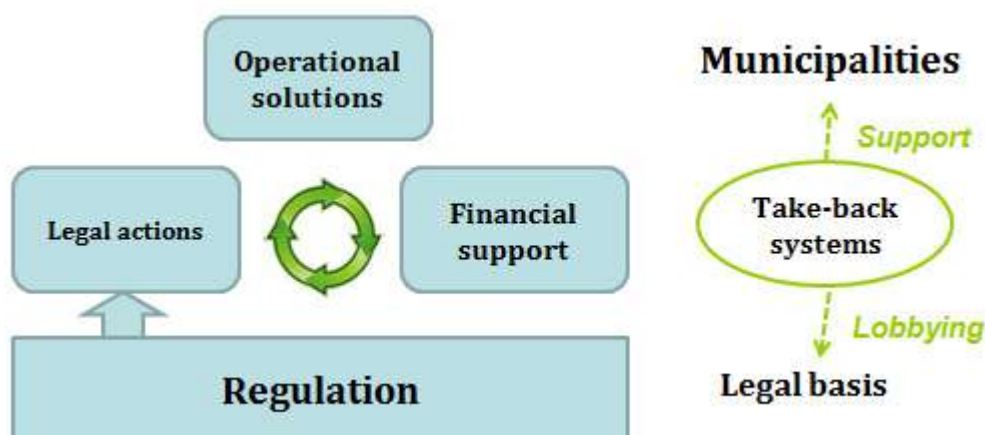 Operational
solutions
Legal actions
Financial
support
Regulation
Municipalities
Support
Take-back
systems
Lobbying
Legal basis